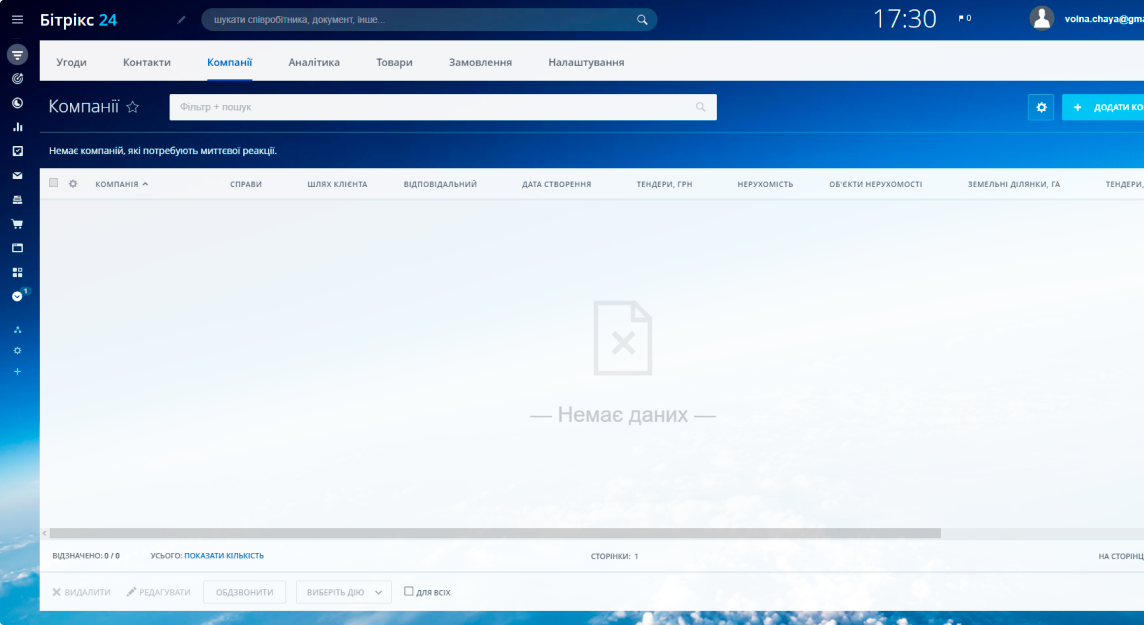 Бітрікс 24
шукати співробітника, документ, інше...
17:30
0
volna.chaya@gma
Угоди Контакти Компанії Аналітика Товари Замовлення Налаштування
Компанії
Фільтр + пошук
+ ДОДАТИ КО
Немає компаній, які потребують миттєвої реакції.
КОМПАНІЯ СПРАВИ ШЛЯХ КЛІЄНТА ВІДПОВІДАЛЬНИЙ ДАТА СТВОРЕННЯ ТЕНДЕРИ, ГРН НЕРУХОМІСТЬ ОБ'ЄКТИ НЕРУХОМОСТІ ЗЕМЕЛЬНІ ДІЛЯНКИ, ГА ТЕНДЕРИ,
1
— Немає даних —
ВІДЗНАЧЕНО: 0 / 0 УСЬОГО: ПОКАЗАТИ КІЛЬКІСТЬ СТОРІНКИ: 1 НА СТОРІНЦ
ВИДАЛИТИ РЕДАГУВАТИ ОБДЗВОНИТИ ВИБЕРІТЬ ДІЮ ДЛЯ ВСІХ